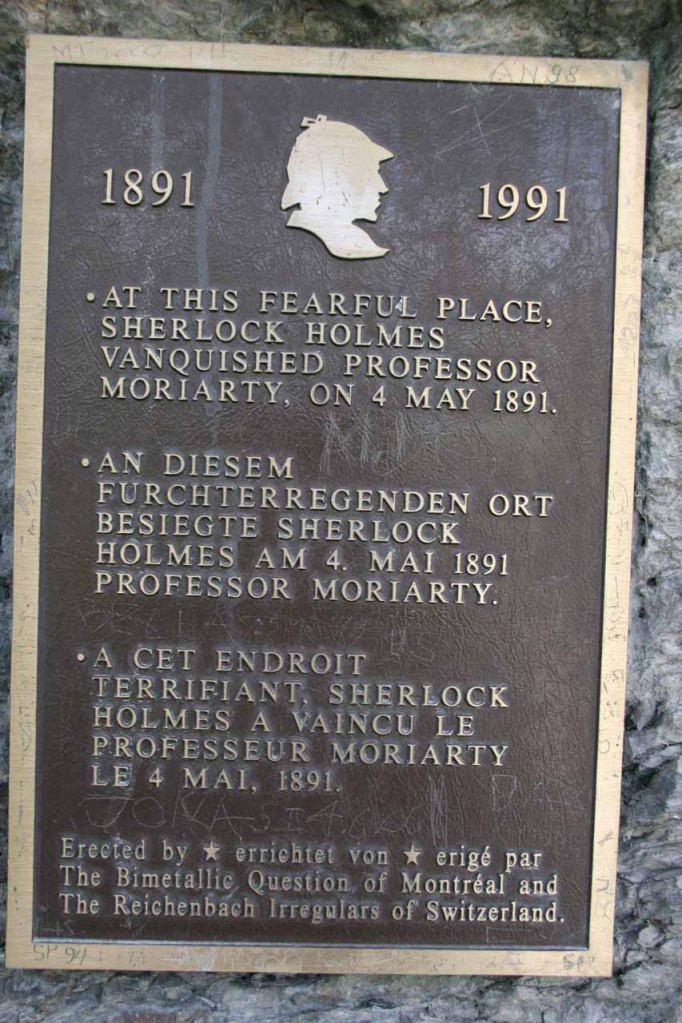 1891 1991
• AT THIS FEARFUL PLACE,
SHERLOCK HOLMES
VANQUISHED PROFESSOR
MORIARTY, ON 4 MAY 1891.
• AN DIESEM
FURCHTERREGENDEN ORT
BESIEGTE SHERLOCK
HOLMES AM 4. MAI 1891
PROFESSOR MORIARTY.
• A CET ENDROIT
TERRIFIANT, SHERLOCK
HOLMES A VAINCU LE
PROFESSEUR MORIARTY
LE 4 MAI, 1891.
Erected by ★ errichtet von ★ erigé par
The Bimetallic Question of Montréal and
The Reichenbach Irregulars of Switzerland.
SP 94